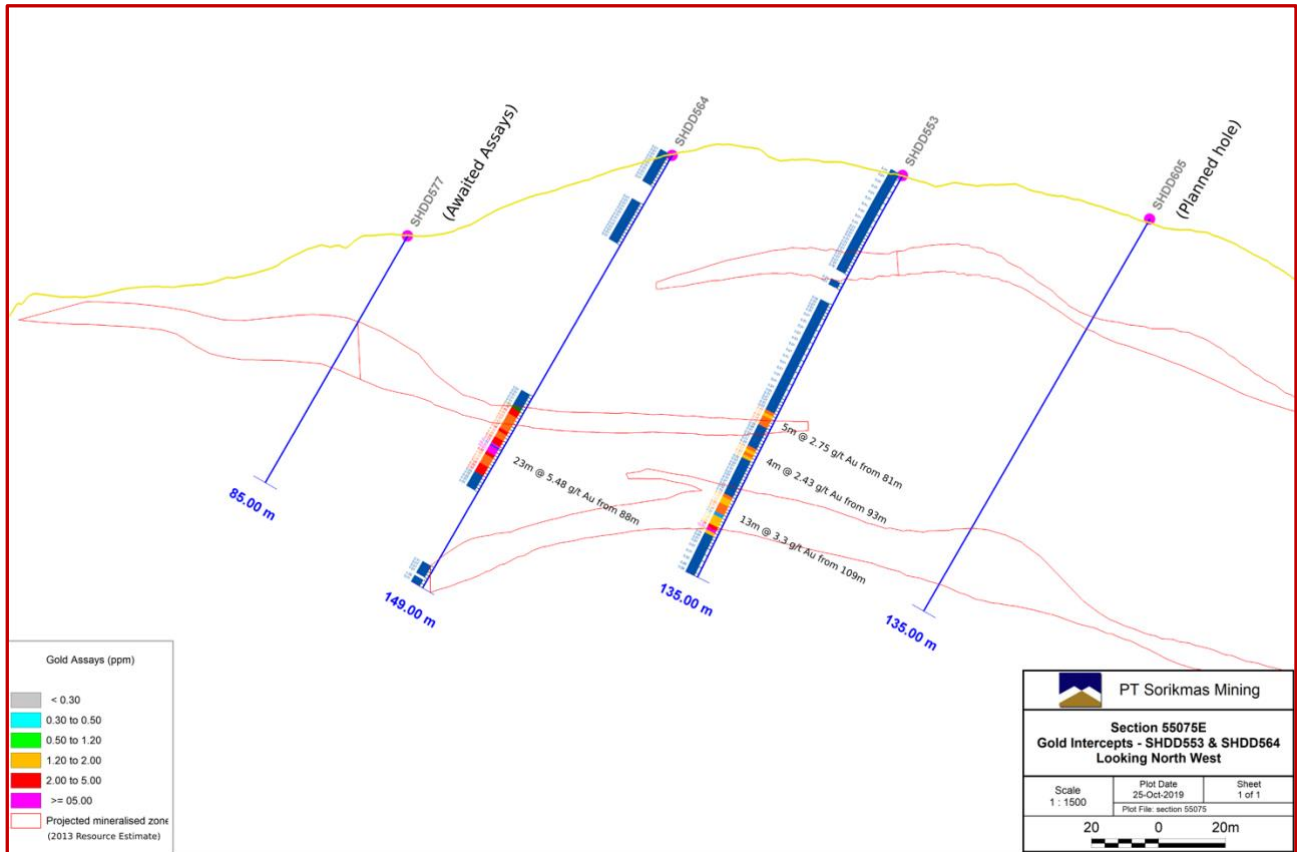 SHDD577
(Awaited Assays)
SHDD564
SHDD553
SHDD605
(Planned hole)
5m @ 2.75 g/t Au from 81m
4m @ 2.43 g/t Au from 93m
23m @ 5.48 g/t Au from 88m
13m @ 3.3 g/t Au from 109m
85.00 m
149.00 m
135.00 m
135.00 m
Gold Assays (ppm)
< 0.30
0.30 to 0.50
0.50 to 1.20
1.20 to 2.00
2.00 to 5.00
>= 05.00
Projected mineralised zone
(2013 Resource Estimate)
PT Sorikmas Mining
Section 55075E
Gold Intercepts - SHDD553 & SHDD564
Looking North West
Scale
1 : 1500
Plot Date
25-Oct-2019
Sheet
1 of 1
Plot File: section 55075
20 0 20m